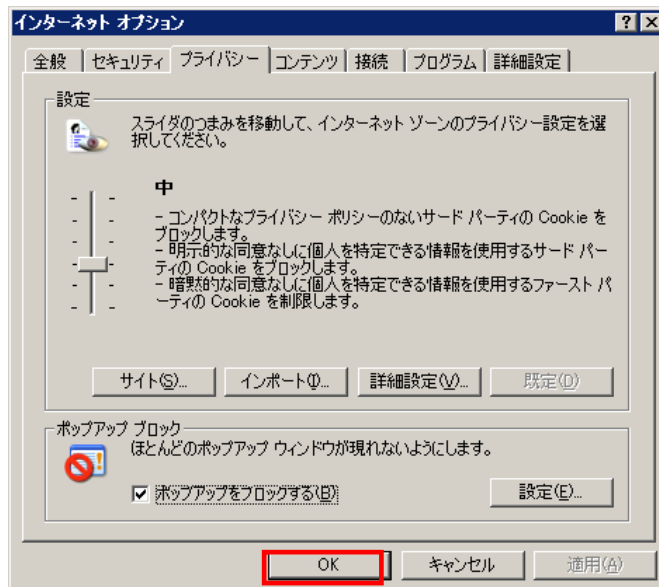 インターネット オプション
全般 セキュリティ プライバシー コンテンツ 接続 プログラム 詳細設定
設定
スライダのつまみを移動して、インターネット ゾーンのプライバシー設定を選
択してください。
中
- コンパクトなプライバシー ポリシーのないサード パーティの Cookie を
ブロックします。
- 明示的な同意なしに個人を特定できる情報を使用するサード パー
ティの Cookie をブロックします。
- 暗黙的な同意なしに個人を特定できる情報を使用するファースト パ
ーティの Cookie を制限します。
サイト(S)... インポート(I)... 詳細設定(V)... 既定(D)
ポップアップ ブロック
ほとんどのポップアップ ウィンドウが現れないようにします。
ポップアップをブロックする(B) 設定(E)...
OK キャンセル 適用(A)